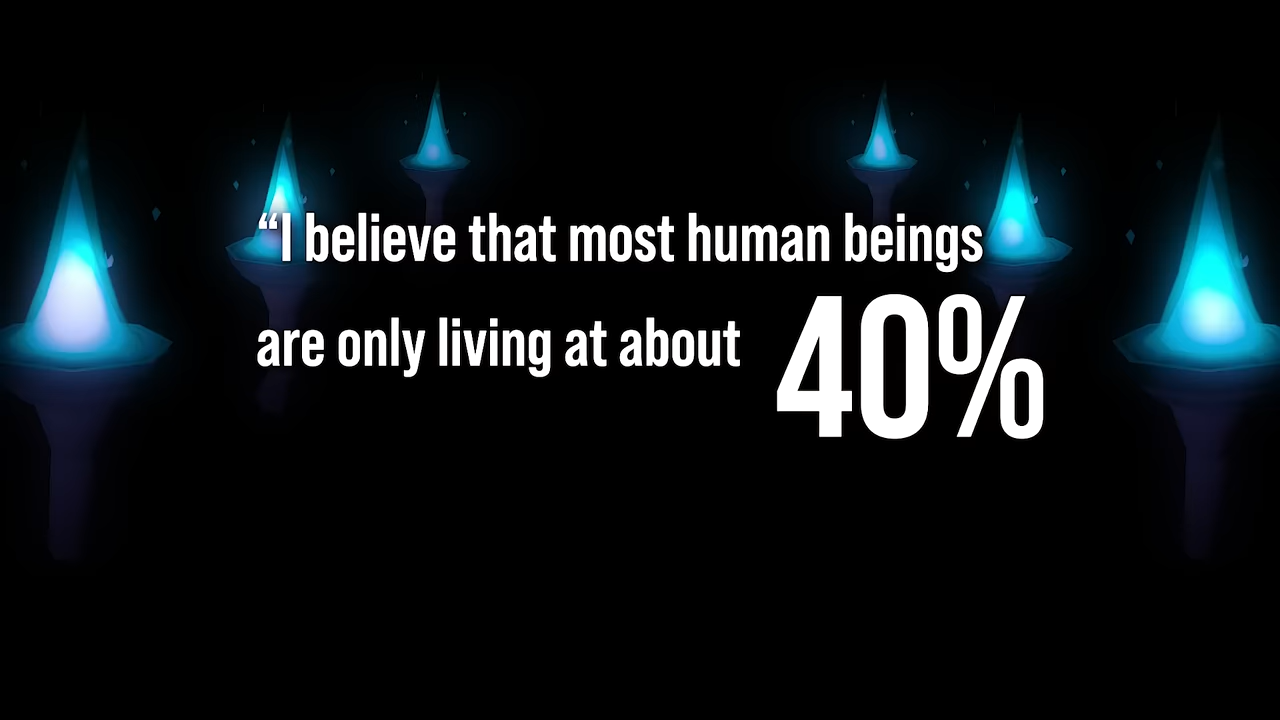 “I believe that most human beings
are only living at about 40%